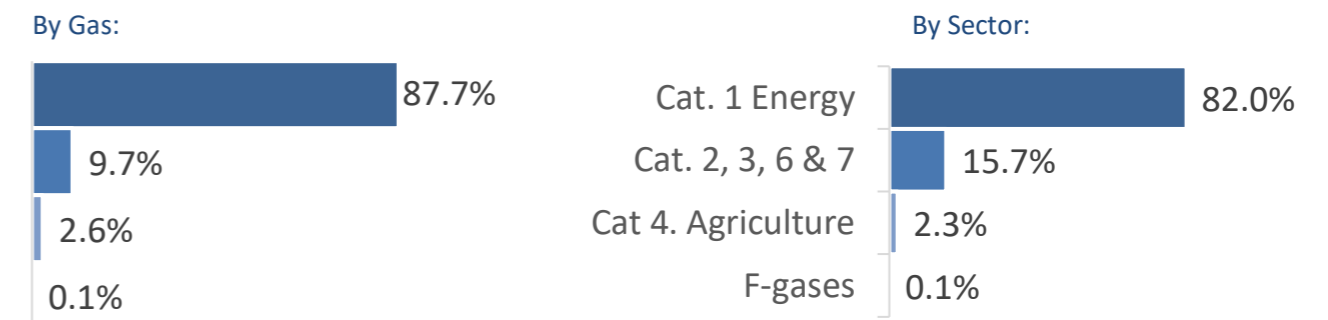 By Gas:
87.7%
9.7%
2.6%
0.1%
By Sector:
Cat. 1 Energy 82.0%
Cat. 2, 3, 6 & 7 15.7%
Cat 4. Agriculture 2.3%
F-gases 0.1%